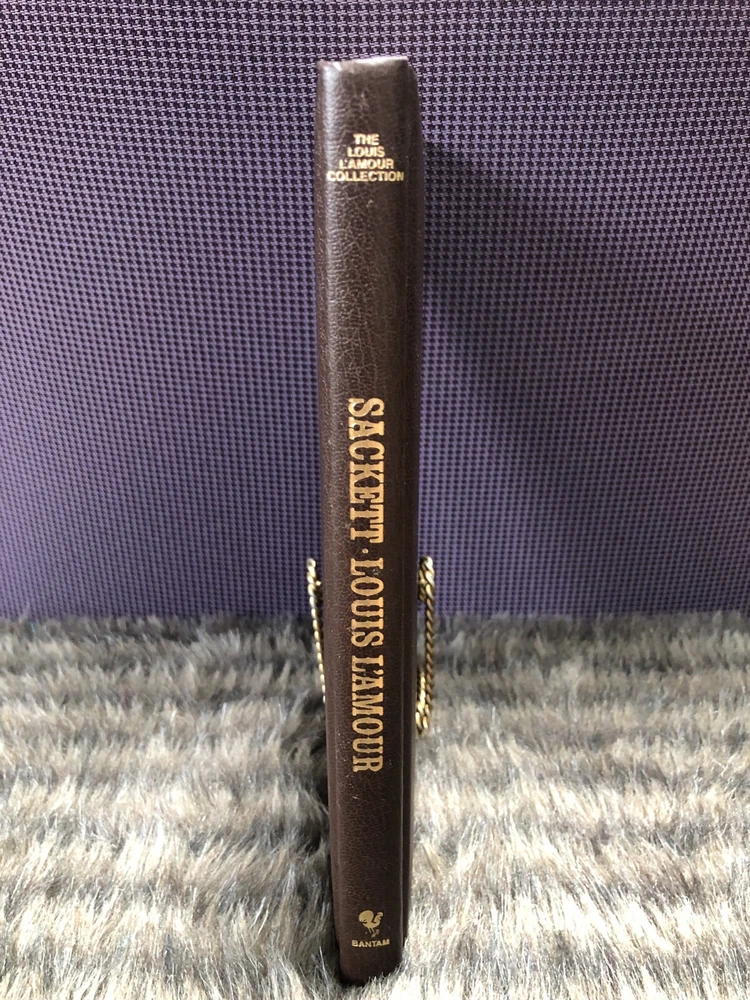 THE
LOUIS
L'AMOUR
COLLECTION
SACKETT · LOUIS L'AMOUR
BANTAM